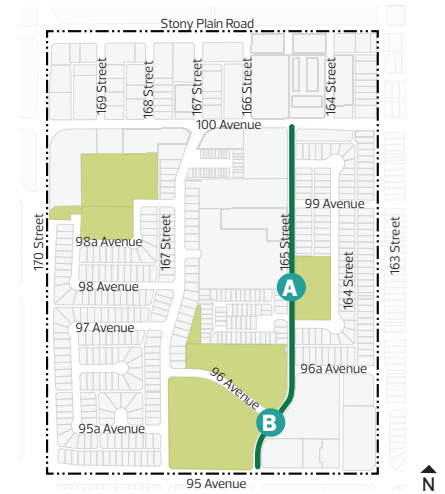 Stony Plain Road
169 Street
168 Street
167 Street
166 Street
164 Street
100 Avenue
99 Avenue
170 Street
167 Street
165 Street
163 Street
98a Avenue
164 Street
98 Avenue
A
97 Avenue
96a Avenue
96 Avenue
B
95a Avenue
95 Avenue
N